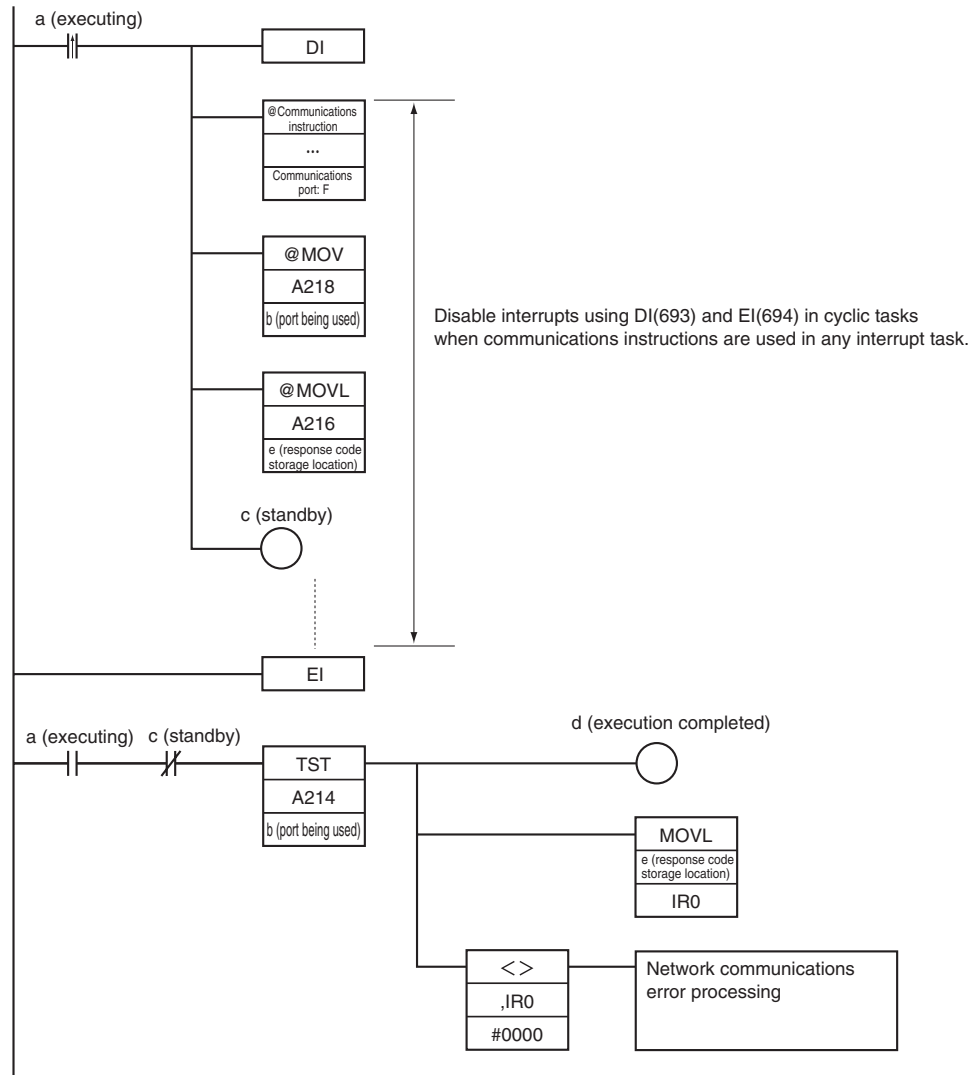 a (executing)
DI
@Communications
instruction
...
Communications
port: F
@MOV
A218
b (port being used)
Disable interrupts using DI(693) and EI(694) in cyclic tasks
when communications instructions are used in any interrupt task.
@MOVL
A216
e (response code
storage location)
c (standby)
EI
a (executing)
c (standby)
d (execution completed)
TST
A214
b (port being used)
MOVL
e (response code
storage location)
IR0
<>
,IR0
#0000
Network communications
error processing